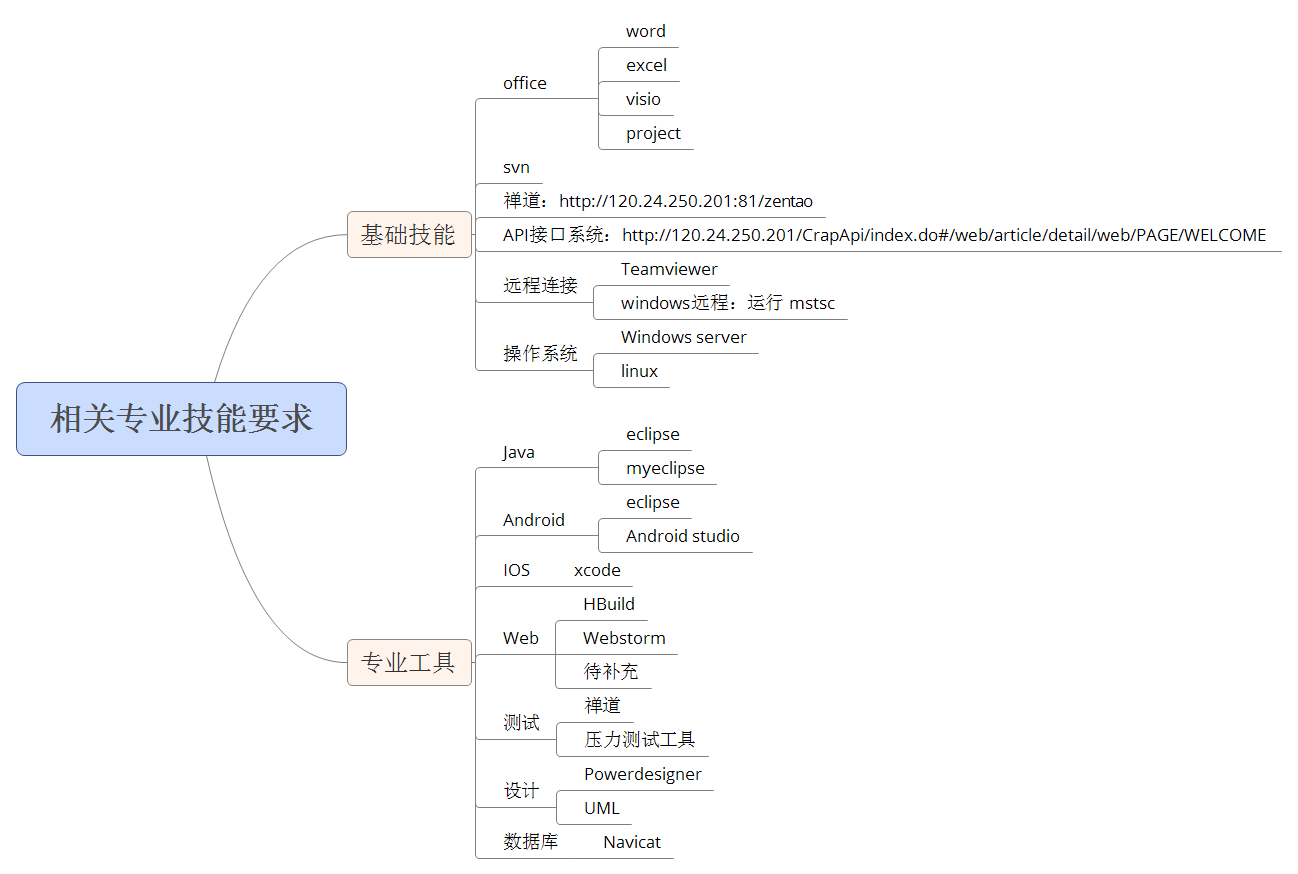 相关专业技能要求
基础技能
office
word
excel
visio
project
svn
禅道：http://120.24.250.201:81/zentao
API接口系统：http://120.24.250.201/CrapApi/index.do#/web/article/detail/web/PAGE/WELCOME
远程连接
Teamviewer
windows远程：运行 mstsc
操作系统
Windows server
linux
专业工具
Java
eclipse
myeclipse
Android
eclipse
Android studio
IOS
xcode
Web
HBuild
Webstorm
待补充
测试
禅道
压力测试工具
设计
Powerdesigner
UML
数据库
Navicat